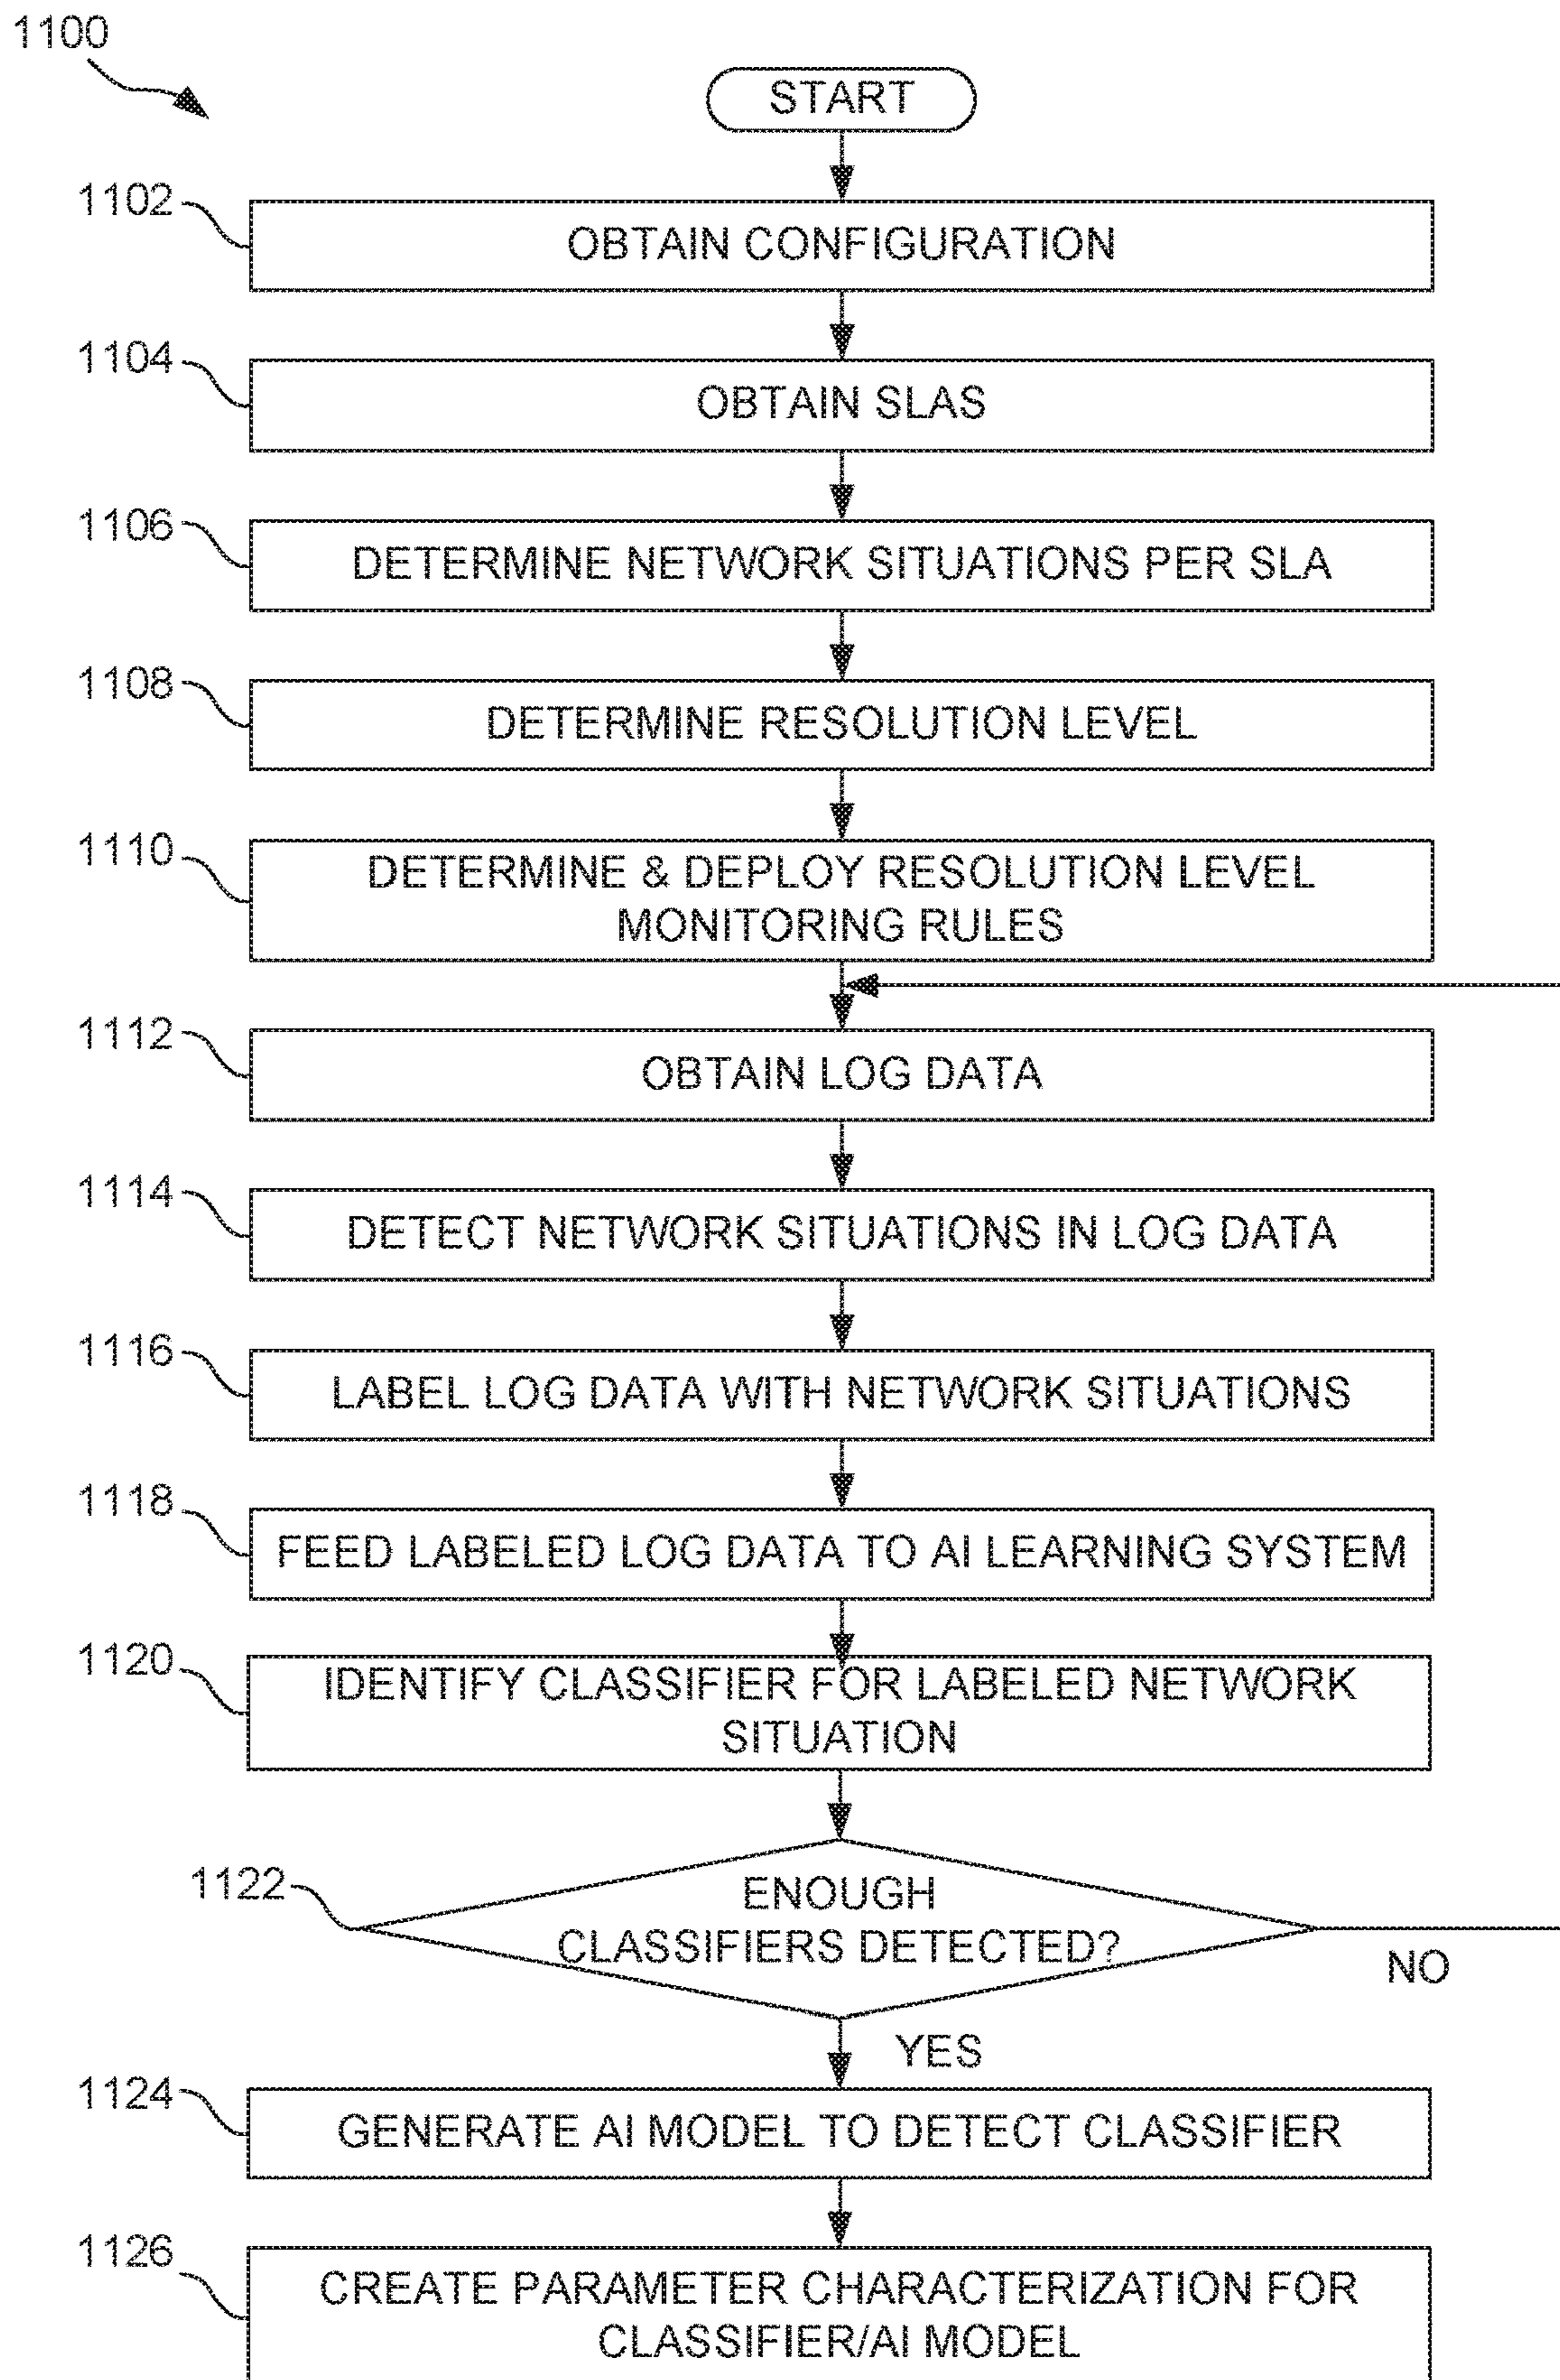 1100
START
1102
OBTAIN CONFIGURATION
1104
OBTAIN SLAS
1106
DETERMINE NETWORK SITUATIONS PER SLA
1108
DETERMINE RESOLUTION LEVEL
1110
DETERMINE & DEPLOY RESOLUTION LEVEL
MONITORING RULES
1112
OBTAIN LOG DATA
1114
DETECT NETWORK SITUATIONS IN LOG DATA
1116
LABEL LOG DATA WITH NETWORK SITUATIONS
1118
FEED LABELED LOG DATA TO AI LEARNING SYSTEM
1120
IDENTIFY CLASSIFIER FOR LABELED NETWORK
SITUATION
1122
ENOUGH
CLASSIFIERS DETECTED?
NO
YES
1124
GENERATE AI MODEL TO DETECT CLASSIFIER
1126
CREATE PARAMETER CHARACTERIZATION FOR
CLASSIFIER/AI MODEL